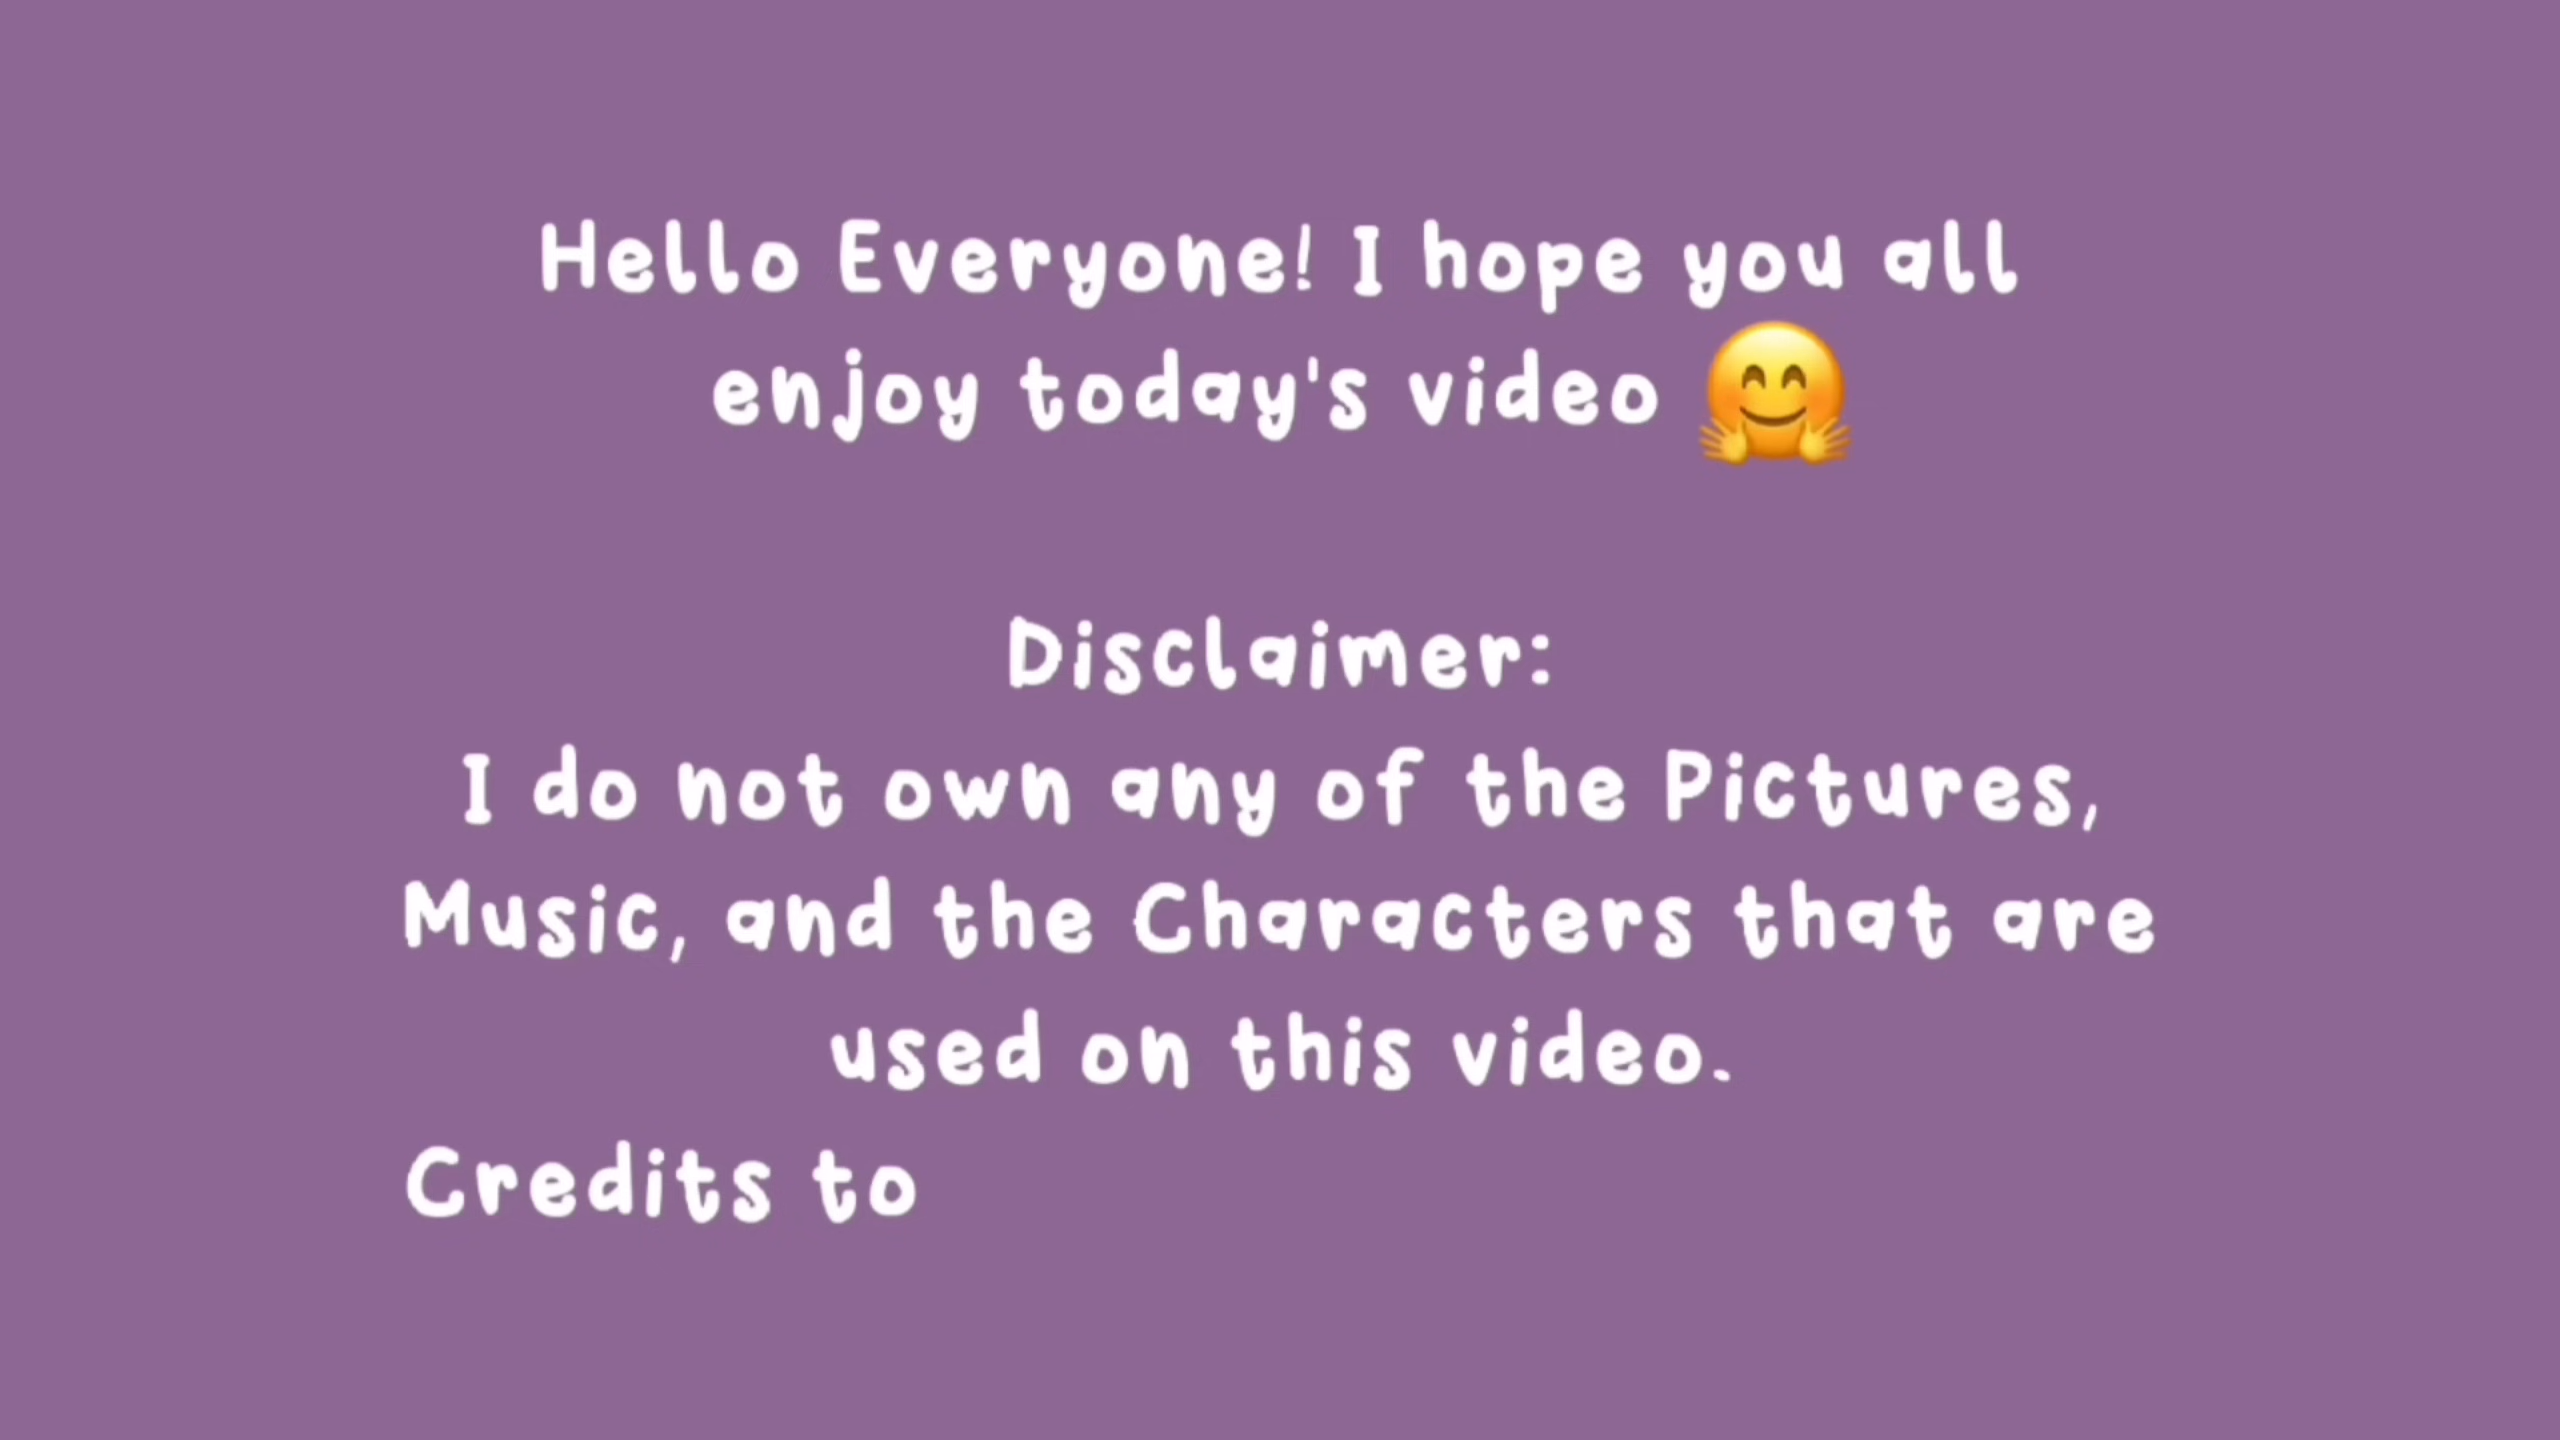 Hello Everyone! I hope you all
enjoy today's video 🤗
Disclaimer:
I do not own any of the Pictures,
Music, and the Characters that are
used on this video.
Credits to